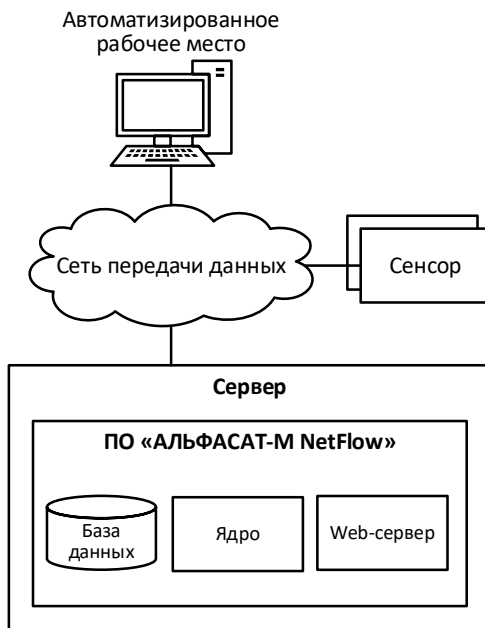 Автоматизированное
рабочее место
Сеть передачи данных
Сенсор
Сервер
ПО «АЛЬФАСАТ-М NetFlow»
База
данных
Ядро
Web-сервер